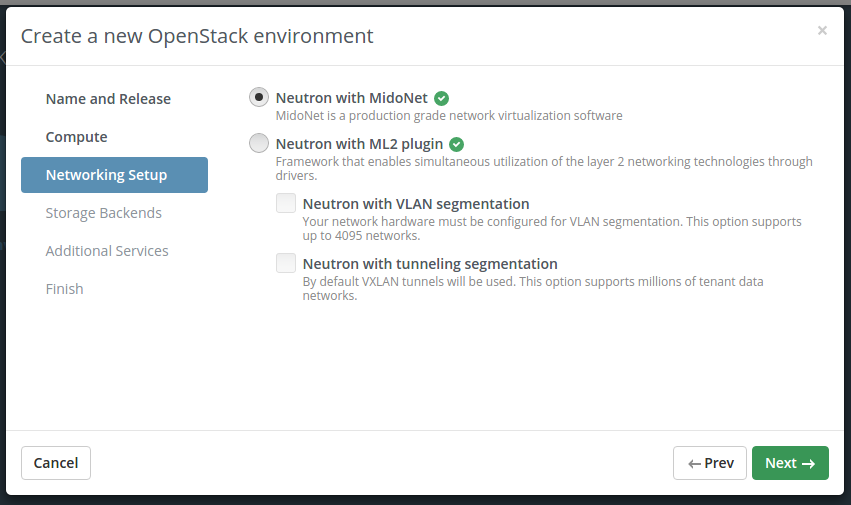 Create a new OpenStack environment
×
Name and Release
Compute
Networking Setup
Storage Backends
Additional Services
Finish
Neutron with MidoNet
MidoNet is a production grade network virtualization software
Neutron with ML2 plugin
Framework that enables simultaneous utilization of the layer 2 networking technologies through
drivers.
Neutron with VLAN segmentation
Your network hardware must be configured for VLAN segmentation. This option supports
up to 4095 networks.
Neutron with tunneling segmentation
By default VXLAN tunnels will be used. This option supports millions of tenant data
networks.
Cancel
← Prev
Next →